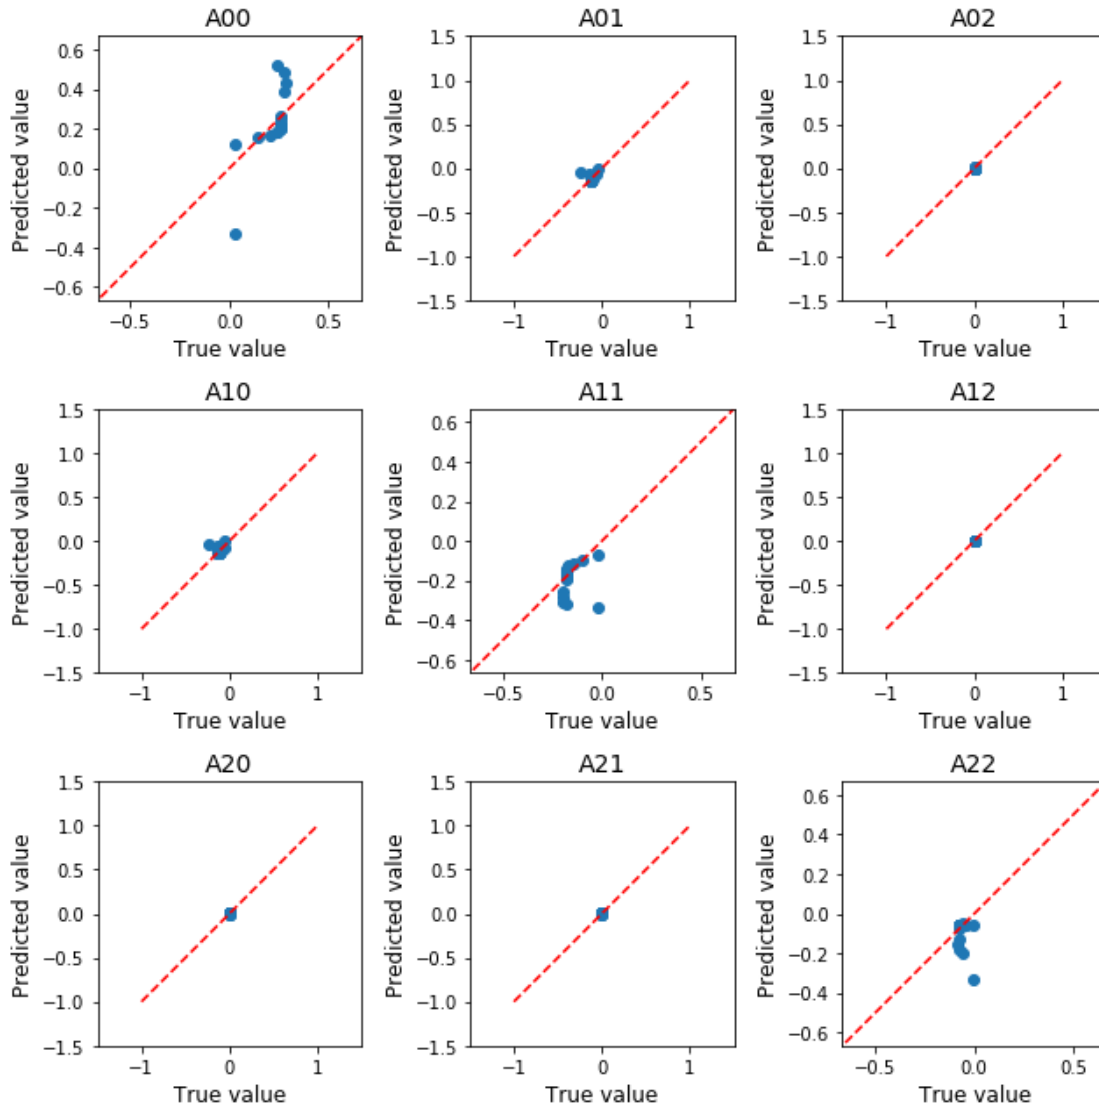 A00 A01 A02
0.6 1.5 1.5
0.4 1.0 1.0
0.2 0.5 0.5
0.0 0.0 0.0
−0.2 −0.5 −0.5
−0.4 −1.0 −1.0
−0.6 −1.5 −1.5
Predicted value Predicted value Predicted value
−0.5 0.0 0.5 −1 0 1 −1 0 1
True value True value True value
A10 A11 A12
1.5 0.6 1.5
1.0 0.4 1.0
0.5 0.2 0.5
0.0 0.0 0.0
−0.5 −0.2 −0.5
−1.0 −0.4 −1.0
−1.5 −0.6 −1.5
Predicted value Predicted value Predicted value
−1 0 1 −0.5 0.0 0.5 −1 0 1
True value True value True value
A20 A21 A22
1.5 1.5 0.6
1.0 1.0 0.4
0.5 0.5 0.2
0.0 0.0 0.0
−0.5 −0.5 −0.2
−1.0 −1.0 −0.4
−1.5 −1.5 −0.6
Predicted value Predicted value Predicted value
−1 0 1 −1 0 1 −0.5 0.0 0.5
True value True value True value